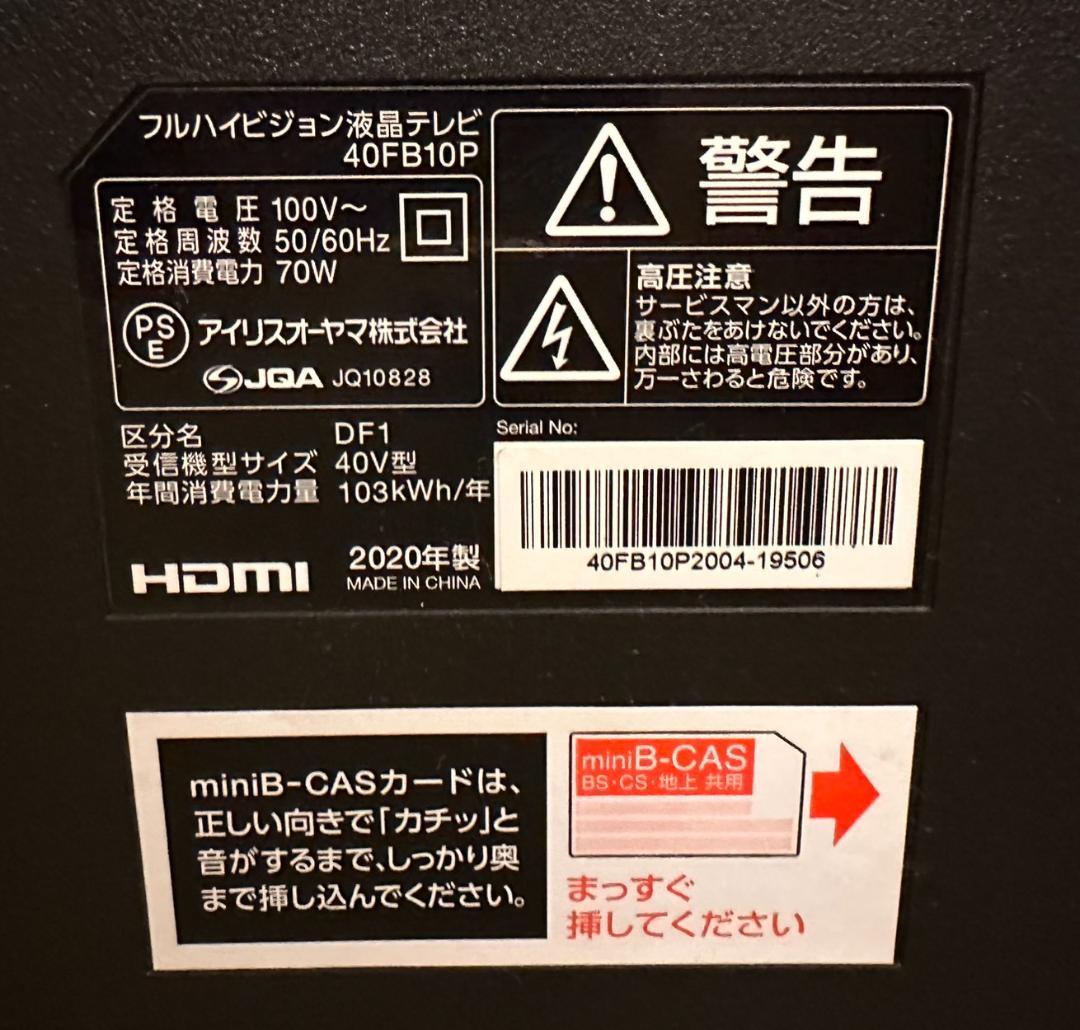 フルハイビジョン液晶テレビ
40FB10P
定格電圧 100V～
定格周波数 50/60Hz
定格消費電力 70W
PS
E
アイリスオーヤマ株式会社
JQA JQ10828
区分名 DF1
受信機型サイズ 40V型
年間消費電力量 103kWh/年
HDMI
2020年製
MADE IN CHINA
警告
高圧注意
サービスマン以外の方は、
裏ぶたをあけないでください。
内部には高電圧部分があり、
万一さわると危険です。
Serial No:
40FB10P2004-19506
miniB-CASカードは、
正しい向きで「カチッ」と
音がするまで、しっかり奥
まで挿し込んでください。
miniB-CAS
BS・CS・地上 共用
まっすぐ
挿してください